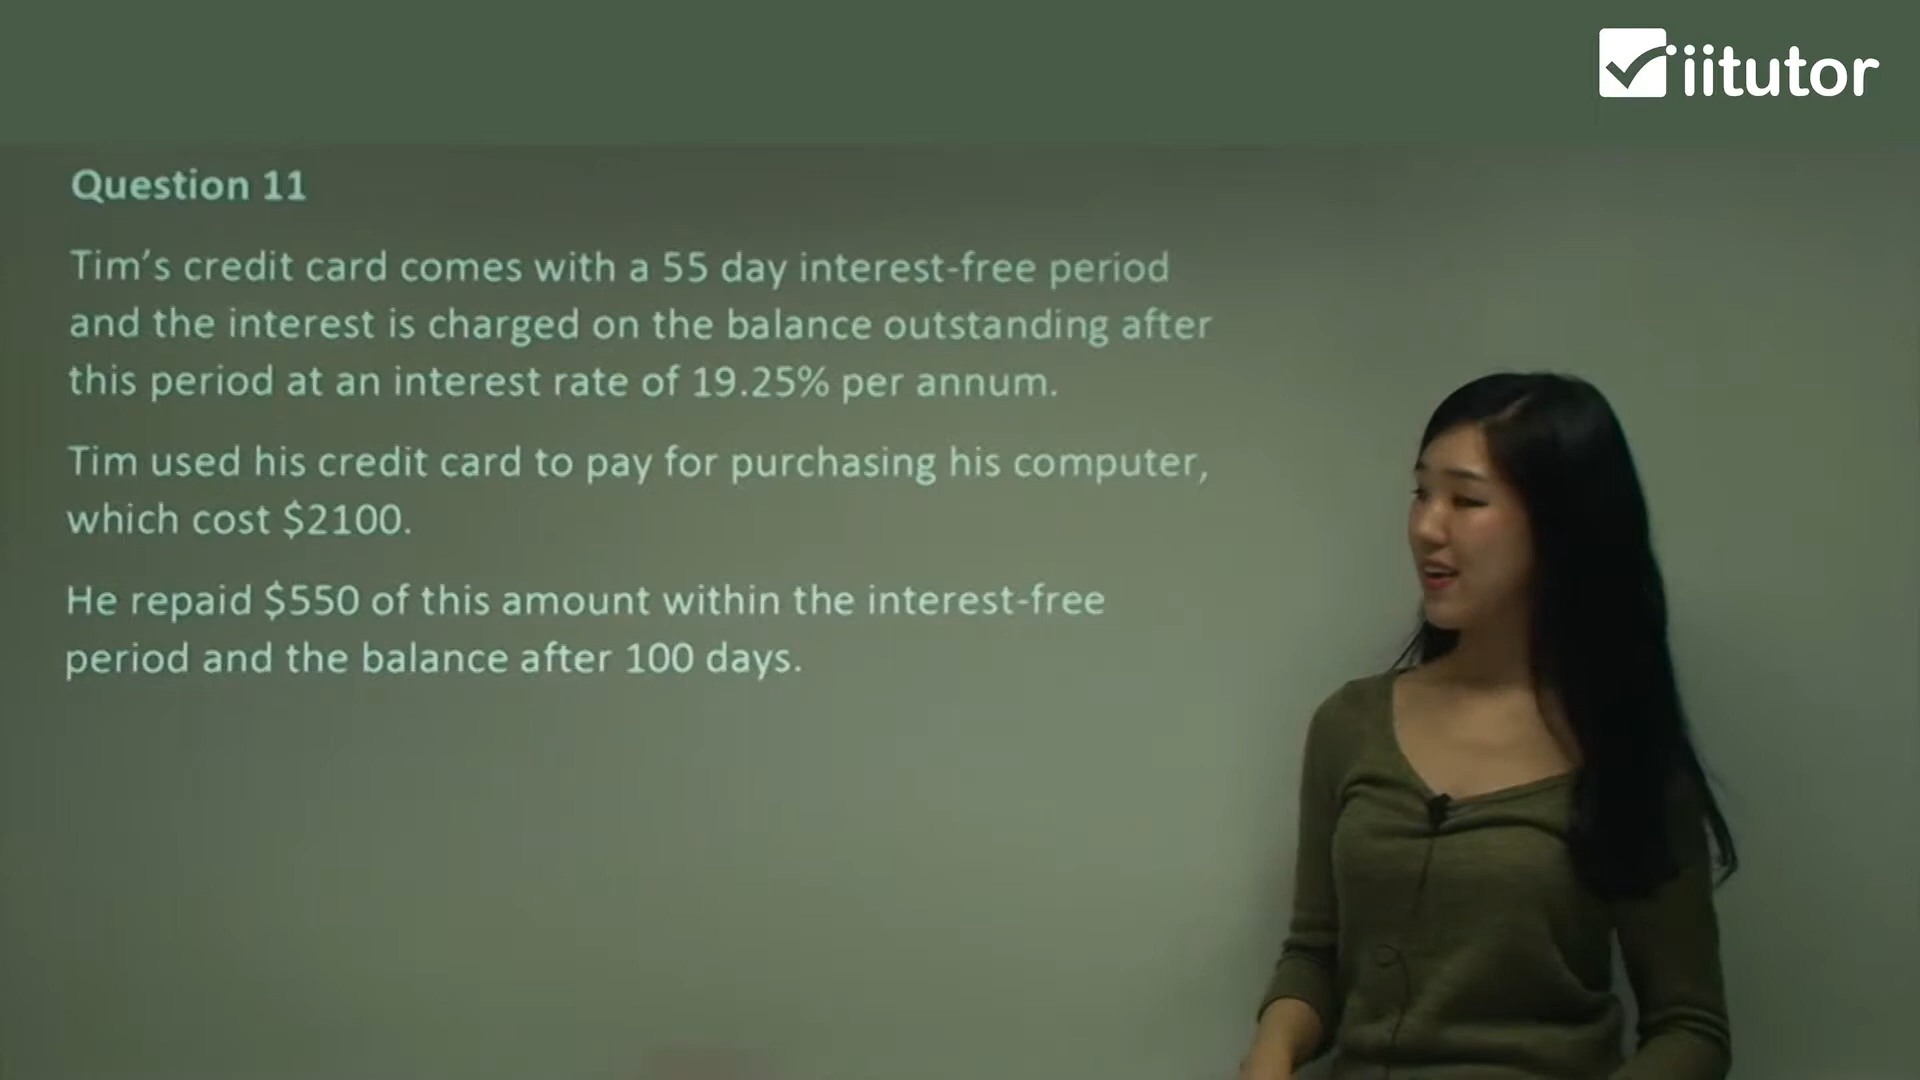 iitutor
Question 11
Tim’s credit card comes with a 55 day interest-free period
and the interest is charged on the balance outstanding after
this period at an interest rate of 19.25% per annum.
Tim used his credit card to pay for purchasing his computer,
which cost $2100.
He repaid $550 of this amount within the interest-free
period and the balance after 100 days.